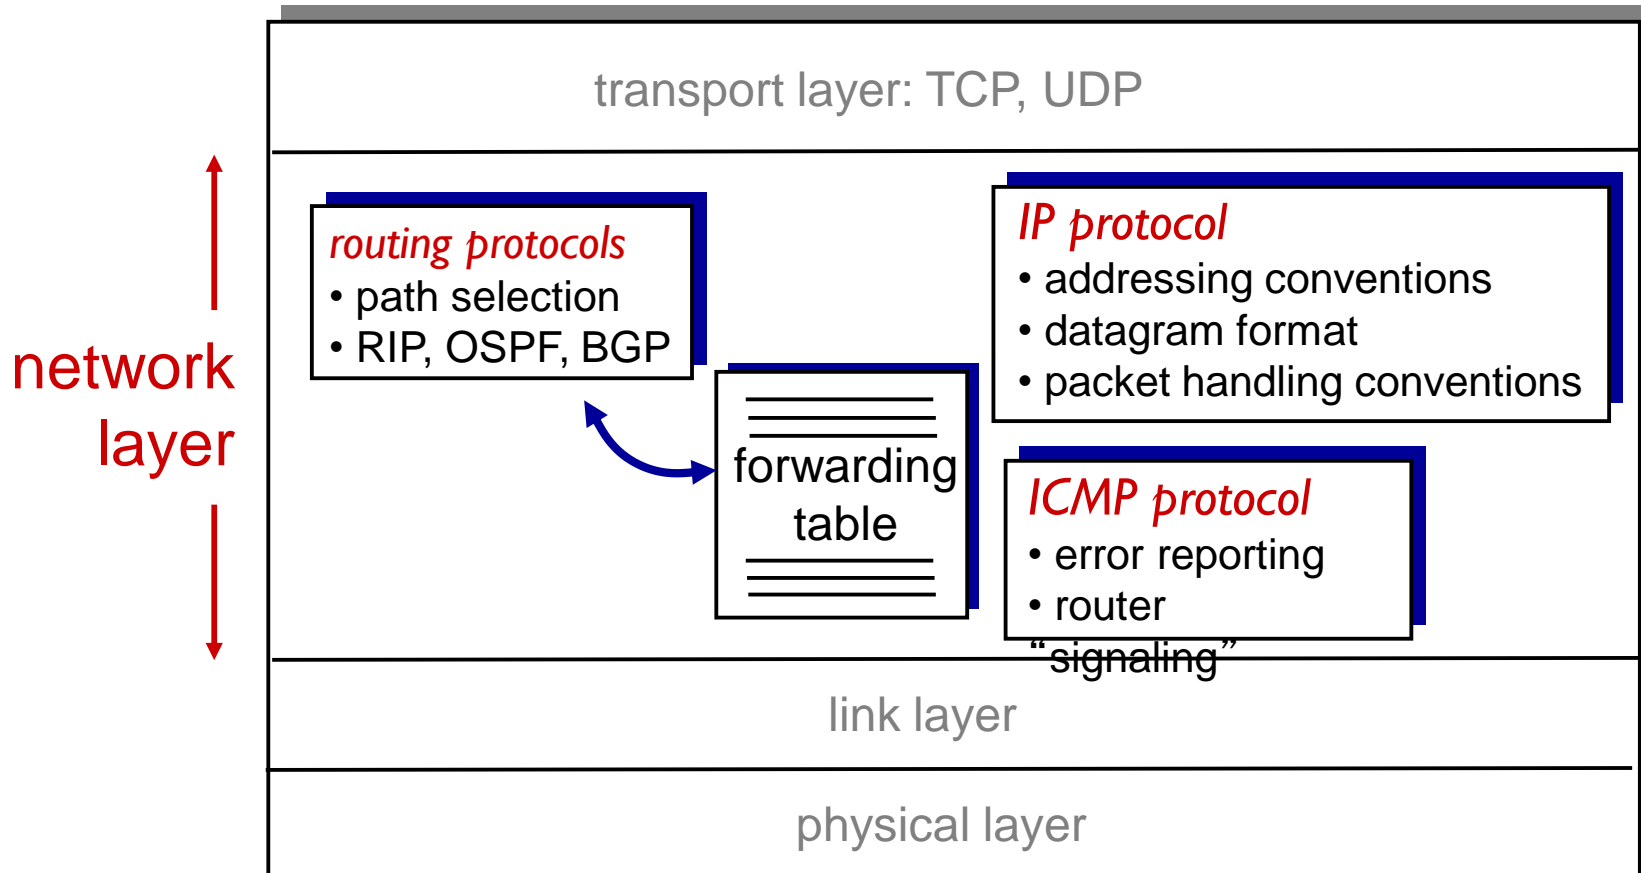 transport layer: TCP, UDP
network
layer
routing protocols
• path selection
• RIP, OSPF, BGP
forwarding
table
IP protocol
• addressing conventions
• datagram format
• packet handling conventions
ICMP protocol
• error reporting
• router
“signaling”
link layer
physical layer